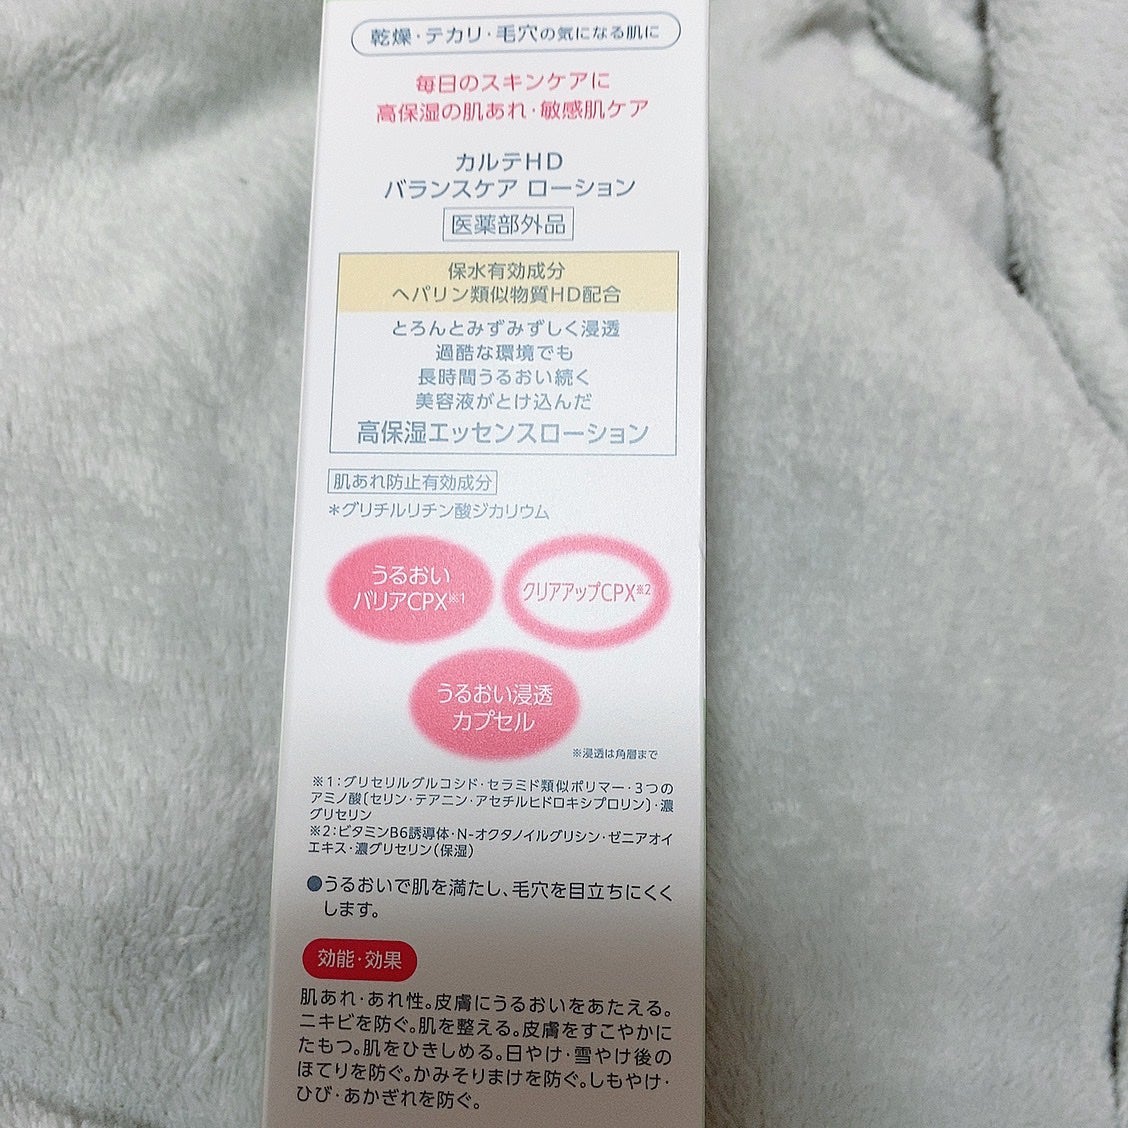 乾燥・テカリ・毛穴の気になる肌に
毎日のスキンケアに
高保湿の肌あれ・敏感肌ケア
カルテHD
バランスケア ローション
医薬部外品
保水有効成分
ヘパリン類似物質HD配合
とろんとみずみずしく浸透
過酷な環境でも
長時間うるおい続く
美容液がとけ込んだ
高保湿エッセンスローション
肌あれ防止有効成分
＊グリチルリチン酸ジカリウム
うるおい
バリアCPX※1
クリアアップCPX※2
うるおい浸透
カプセル
※浸透は角層まで
※1：グリセリルグルコシド・セラミド類似ポリマー・3つの
アミノ酸〔セリン・テアニン・アセチルヒドロキシプロリン〕・濃
グリセリン
※2：ビタミンB6誘導体・N-オクタノイルグリシン・ゼニアオイ
エキス・濃グリセリン（保湿）
●うるおいで肌を満たし、毛穴を目立ちにくく
します。
効能・効果
肌あれ・あれ性。皮膚にうるおいをあたえる。
ニキビを防ぐ。肌を整える。皮膚をすこやかに
たもつ。肌をひきしめる。日やけ・雪やけ後の
ほてりを防ぐ。かみそりまけを防ぐ。しもやけ・
ひび・あかぎれを防ぐ。